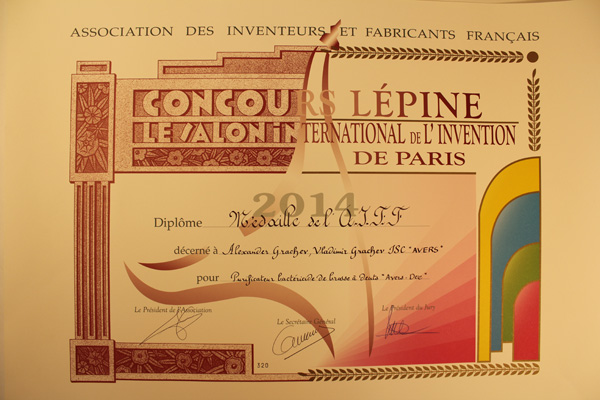 ASSOCIATION DES INVENTEURS ET FABRICANTS FRANÇAIS
CONCOURS LÉPINE
LE SALON INTERNATIONAL DE L'INVENTION
DE PARIS
2014
Diplôme Médaille de l'A.I.F.F
décerné à Alexander Grachev, Vladimir Grachev JSC "AVERS"
pour Purificateur bactéricide de brosse à dents "Avers-Dez"
Le Président de l'Association
Le Secrétaire Général
Le Président du Jury
320